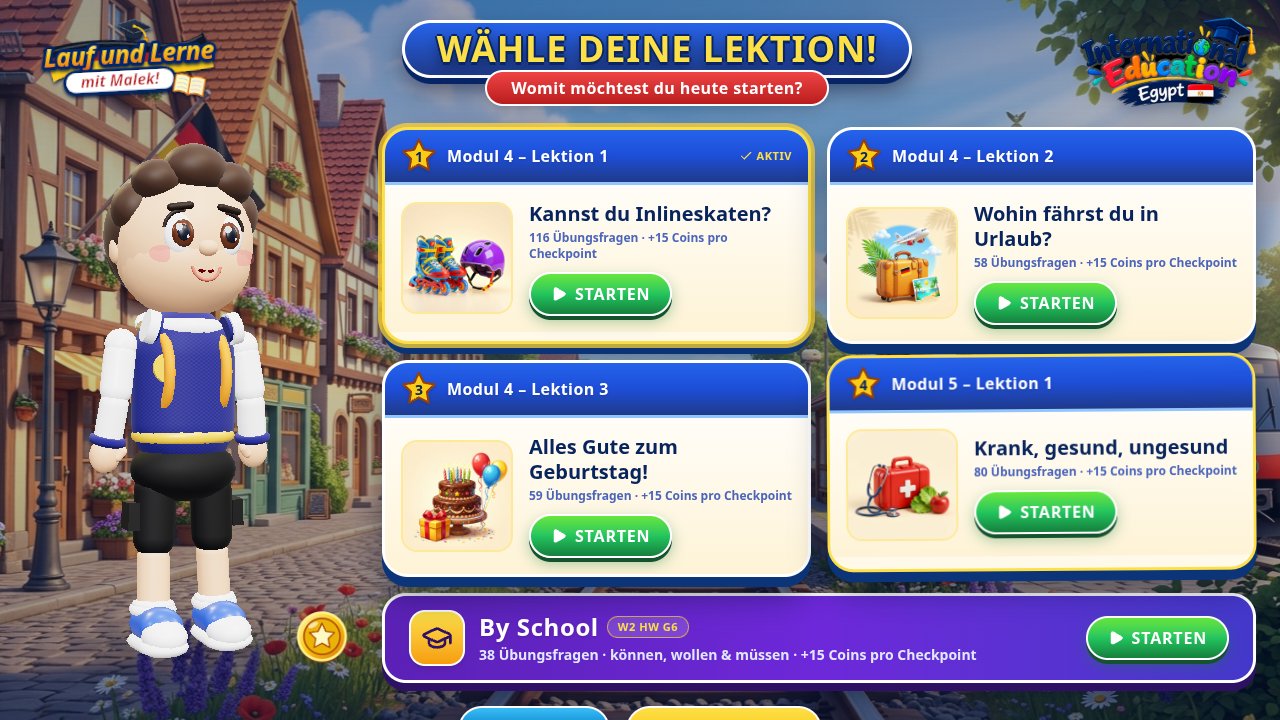 Lauf und Lerne
mit Malek!
WÄHLE DEINE LEKTION!
Womit möchtest du heute starten?
International
Education
Egypt
1
Modul 4 – Lektion 1
AKTIV
Kannst du Inlineskaten?
116 Übungsfragen · +15 Coins pro
Checkpoint
STARTEN
2
Modul 4 – Lektion 2
Wohin fährst du in
Urlaub?
58 Übungsfragen · +15 Coins pro Checkpoint
STARTEN
3
Modul 4 – Lektion 3
Alles Gute zum
Geburtstag!
59 Übungsfragen · +15 Coins pro Checkpoint
STARTEN
4
Modul 5 – Lektion 1
Krank, gesund, ungesund
80 Übungsfragen · +15 Coins pro Checkpoint
STARTEN
By School
W2 HW G6
38 Übungsfragen · können, wollen & müssen · +15 Coins pro Checkpoint
STARTEN